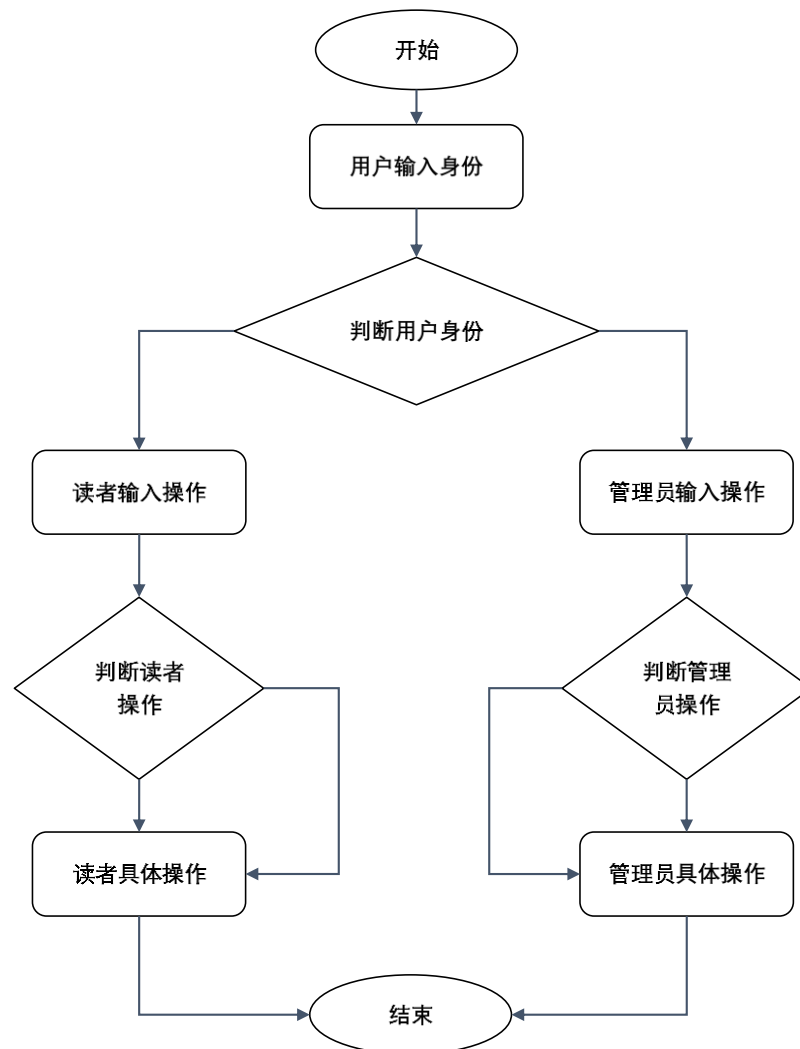 开始
用户输入身份
判断用户身份
读者输入操作
管理员输入操作
判断读者
操作
判断管理
员操作
读者具体操作
管理员具体操作
结束